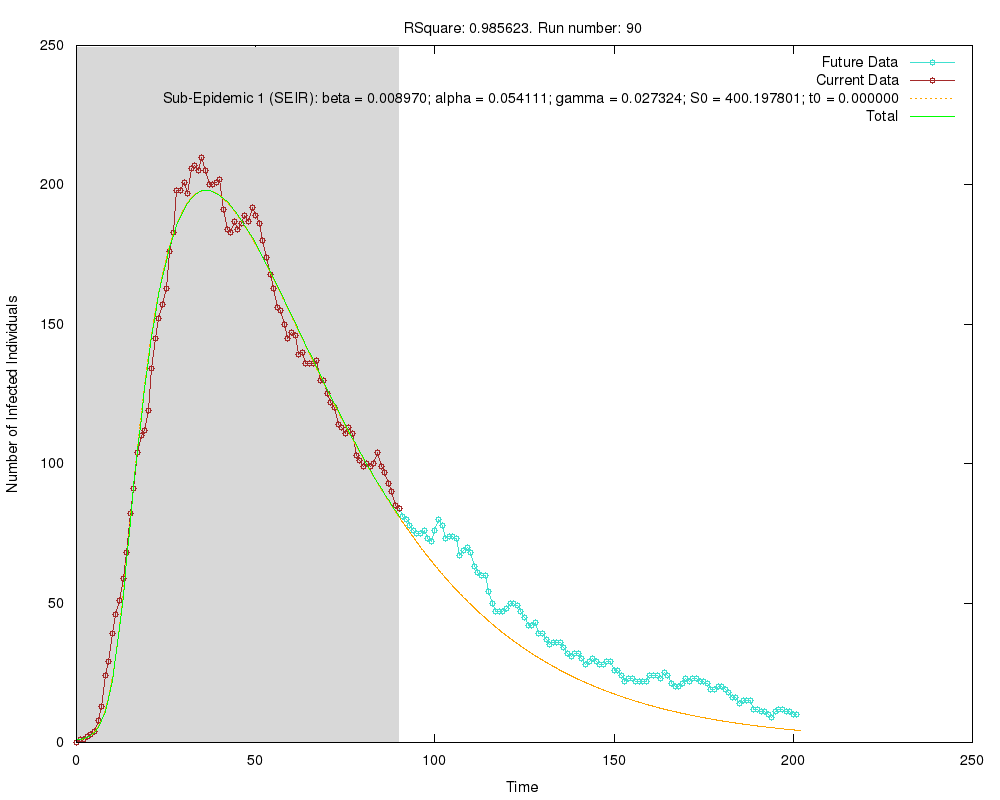 RSquare: 0.985623. Run number: 90
250
200
150
100
50
0
Number of Infected Individuals
Future Data
Current Data
Sub-Epidemic 1 (SEIR): beta = 0.008970; alpha = 0.054111; gamma = 0.027324; S0 = 400.197801; t0 = 0.000000
Total
0 50 100 150 200 250
Time